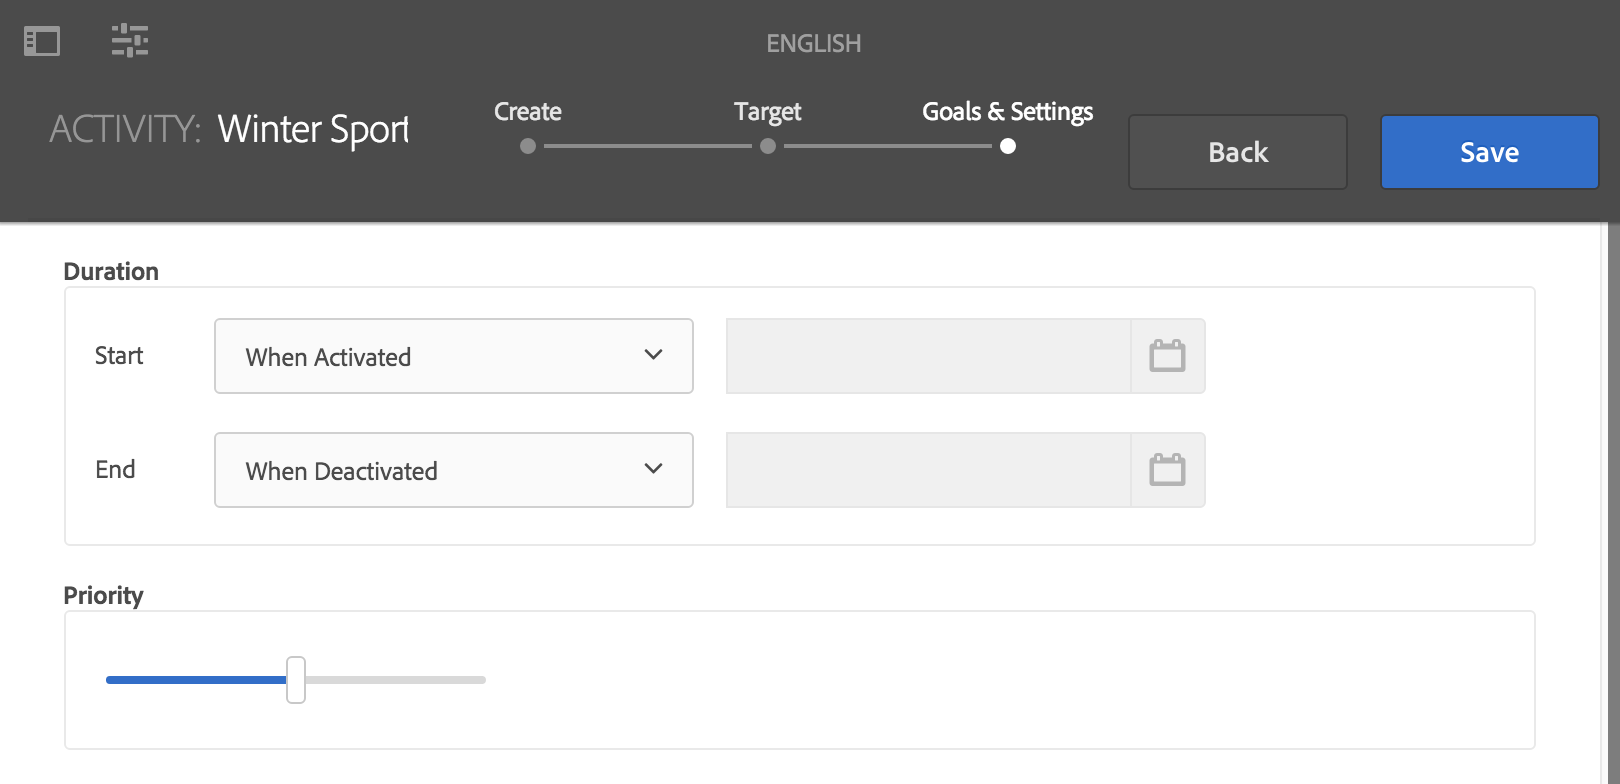 ENGLISH
ACTIVITY: Winter Sport
Create
Target
Goals & Settings
Back
Save
Duration
Start
When Activated
End
When Deactivated
Priority